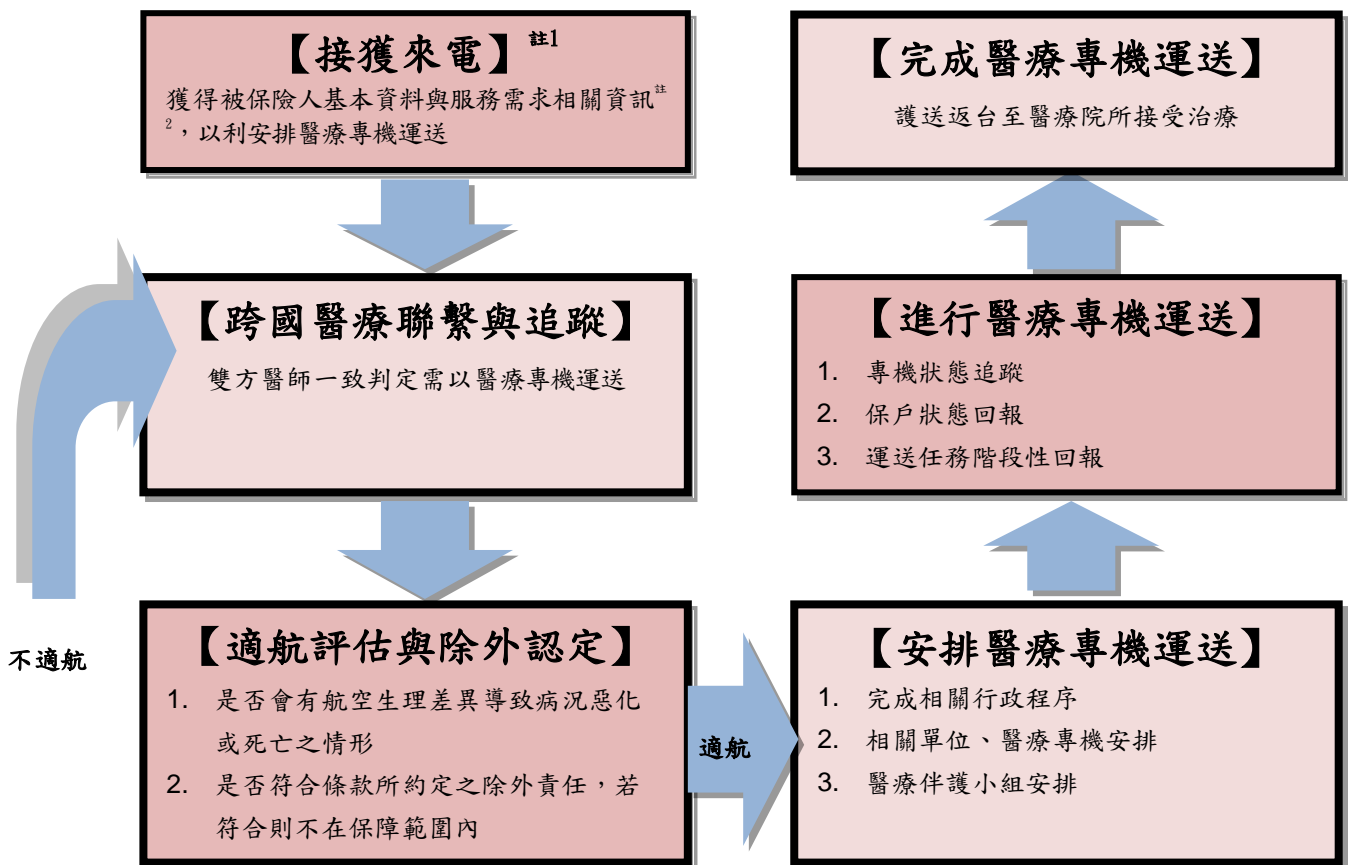 【接獲來電】註1
獲得被保險人基本資料與服務需求相關資訊註
2，以利安排醫療專機運送
【跨國醫療聯繫與追蹤】
雙方醫師一致判定需以醫療專機運送
不適航
【適航評估與除外認定】
1. 是否會有航空生理差異導致病況惡化
或死亡之情形
2. 是否符合條款所約定之除外責任，若
符合則不在保障範圍內
適航
【安排醫療專機運送】
1. 完成相關行政程序
2. 相關單位、醫療專機安排
3. 醫療伴護小組安排
【進行醫療專機運送】
1. 專機狀態追蹤
2. 保戶狀態回報
3. 運送任務階段性回報
【完成醫療專機運送】
護送返台至醫療院所接受治療